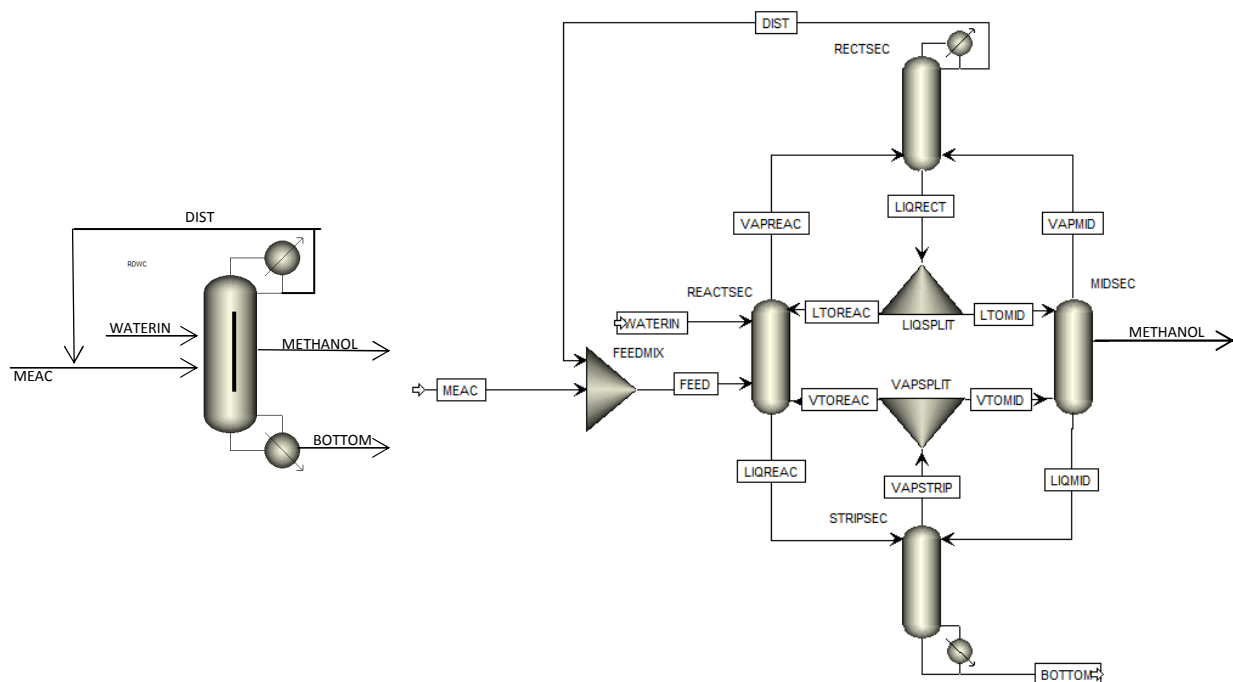 DIST
RDWC
WATERIN
METHANOL
MEAC
BOTTOM
DIST
RECTSEC
LIQRECT
VAPREAC
VAPMID
REACTSEC
MIDSEC
LTOREAC
LTOMID
LIQSPLIT
WATERIN
METHANOL
FEEDMIX
MEAC
FEED
VAPSPLIT
VTOREAC
VTOMID
LIQREAC
VAPSTRIP
LIQMID
STRIPSEC
BOTTOM